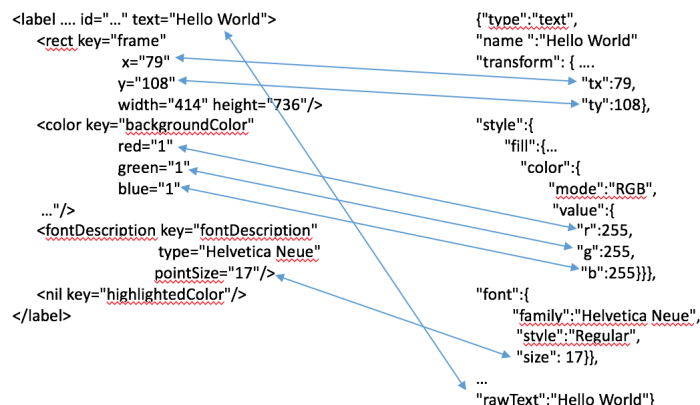 <label .... id="..." text="Hello World">
<rect key="frame"
x="79"
y="108"
width="414" height="736"/>
<color key="backgroundColor"
red="1"
green="1"
blue="1"
..."/>
<fontDescription key="fontDescription"
type="Helvetica Neue"
pointSize="17"/>
<nil key="highlightedColor"/>
</label>
{"type":"text",
"name ":"Hello World"
"transform": { ....
"tx":79,
"ty":108},
"style":{
"fill":{...
"color":{
"mode":"RGB",
"value":{
"r":255,
"g":255,
"b":255}}},
"font":{
"family":"Helvetica Neue",
"style":"Regular",
"size": 17}},
...
"rawText":"Hello World"}